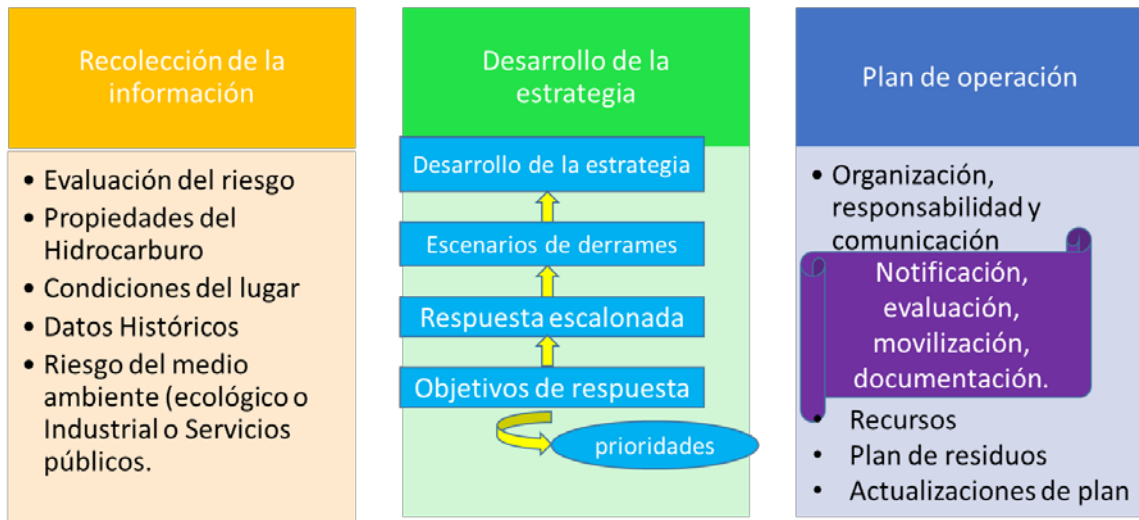 Recolección de la
información
• Evaluación del riesgo
• Propiedades del
Hidrocarburo
• Condiciones del lugar
• Datos Históricos
• Riesgo del medio
ambiente (ecológico o
Industrial o Servicios
públicos.
Desarrollo de la
estrategia
Desarrollo de la estrategia
Escenarios de derrames
Respuesta escalonada
Objetivos de respuesta
prioridades
Plan de operación
• Organización,
responsabilidad y
comunicación
Notificación,
evaluación,
movilización,
documentación.
• Recursos
• Plan de residuos
• Actualizaciones de plan